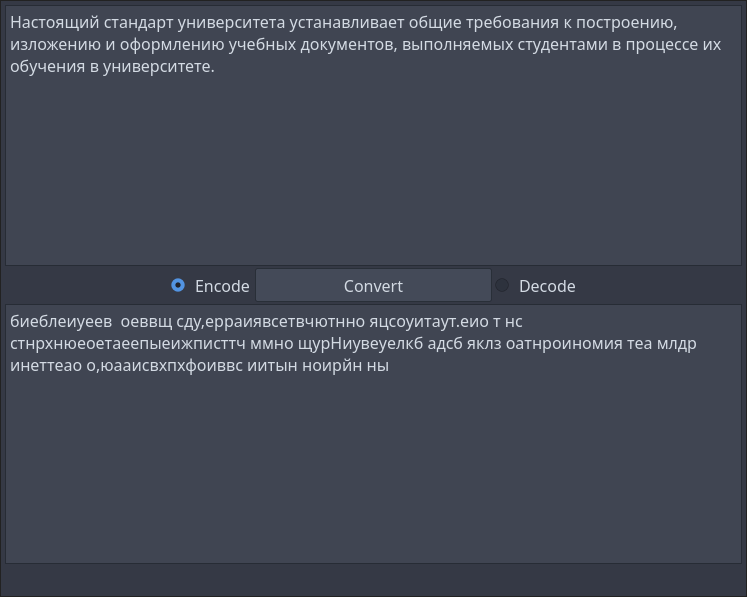 Настоящий стандарт университета устанавливает общие требования к построению,
изложению и оформлению учебных документов, выполняемых студентами в процессе их
обучения в университете.
Encode
Convert
Decode
биеблеиуеев  оеввщ сду,ерраиявсетвчютнно яцсоуитаут.еио т нс
стнрхнюеоетаеепыеижписттч ммно щурНиувеуелкб адсб яклз оатнроиномия теа млдр
инеттеао о,юааисвхпхфоиввс иитын ноирйн ны